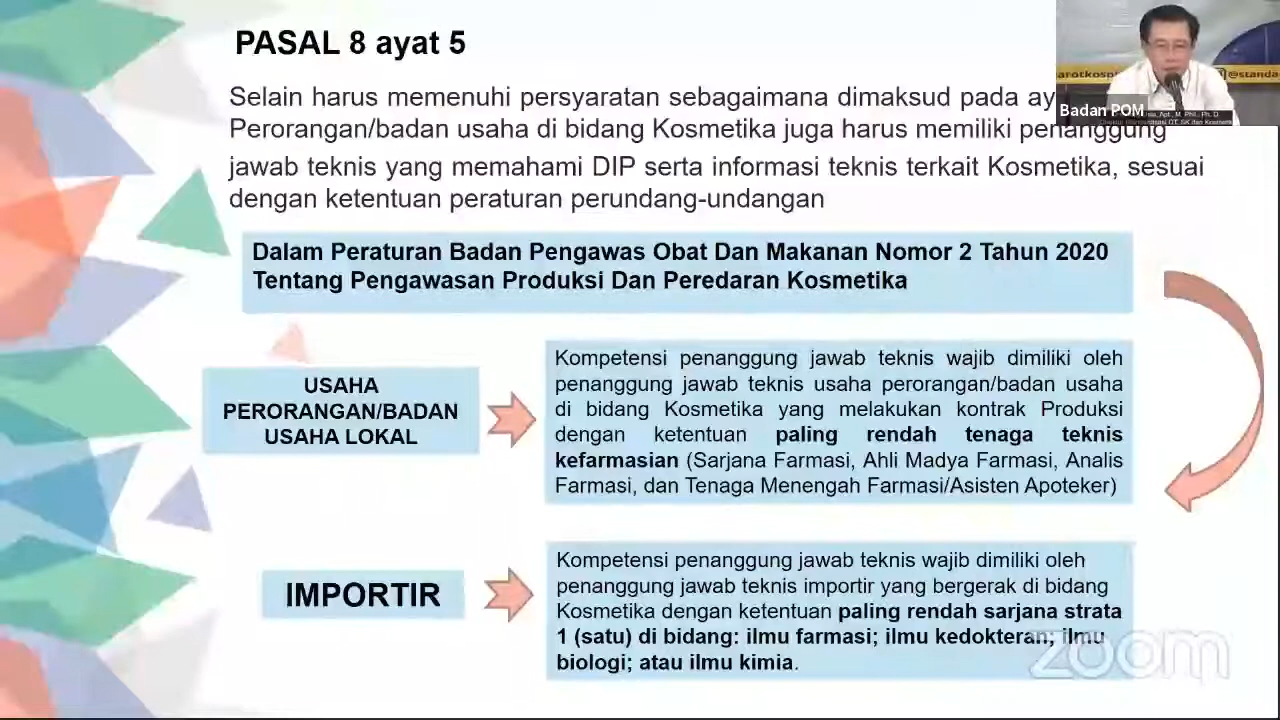 PASAL 8 ayat 5
Selain harus memenuhi persyaratan sebagaimana dimaksud pada ay
Perorangan/badan usaha di bidang Kosmetika juga harus memiliki penanggung
jawab teknis yang memahami DIP serta informasi teknis terkait Kosmetika, sesuai
dengan ketentuan peraturan perundang-undangan
@standa
Badan POM
Apt., M. Phil., Ph. D
Dalam Peraturan Badan Pengawas Obat Dan Makanan Nomor 2 Tahun 2020
Tentang Pengawasan Produksi Dan Peredaran Kosmetika
USAHA
PERORANGAN/BADAN
USAHA LOKAL
Kompetensi penanggung jawab teknis wajib dimiliki oleh
penanggung jawab teknis usaha perorangan/badan usaha
di bidang Kosmetika yang melakukan kontrak Produksi
dengan ketentuan paling rendah tenaga teknis
kefarmasian (Sarjana Farmasi, Ahli Madya Farmasi, Analis
Farmasi, dan Tenaga Menengah Farmasi/Asisten Apoteker)
IMPORTIR
Kompetensi penanggung jawab teknis wajib dimiliki oleh
penanggung jawab teknis importir yang bergerak di bidang
Kosmetika dengan ketentuan paling rendah sarjana strata
1 (satu) di bidang: ilmu farmasi; ilmu kedokteran; ilmu
biologi; atau ilmu kimia.
zoom